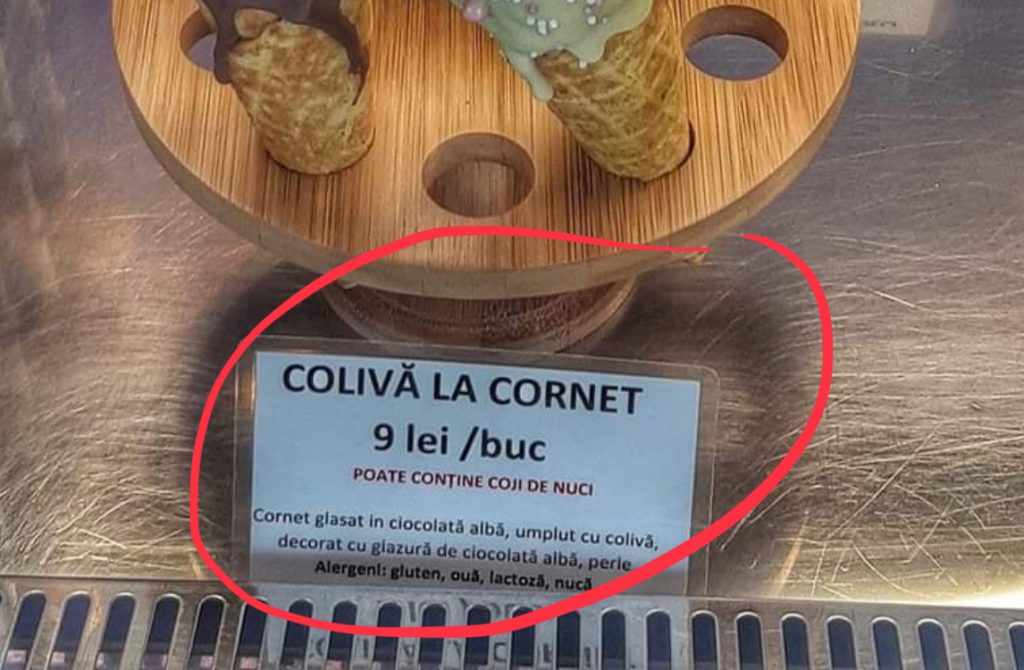 COLIVĂ LA CORNET
9 lei /buc
POATE CONȚINE COJI DE NUCI
Cornet glasat in ciocolată albă, umplut cu colivă,
decorat cu glazură de ciocolată albă, perle
Alergeni: gluten, ouă, lactoză, nucă